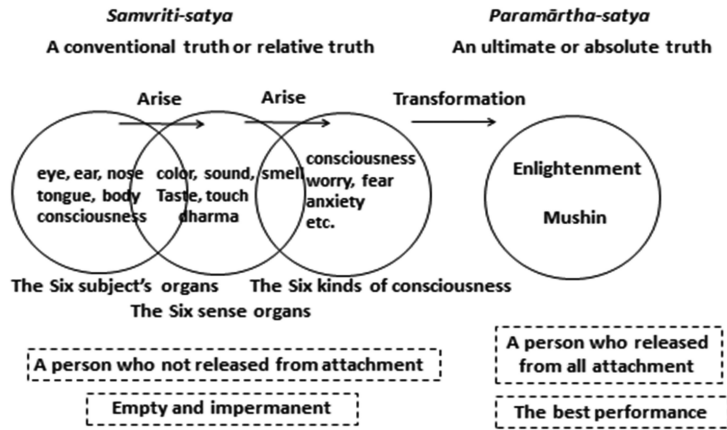 Samvriti-satya
A conventional truth or relative truth
Paramārtha-satya
An ultimate or absolute truth
Arise
Arise
Transformation
eye, ear, nose
tongue, body
consciousness
color, sound, smell
Taste, touch
dharma
consciousness
worry, fear
anxiety
etc.
Enlightenment
Mushin
The Six subject's organs
The Six kinds of consciousness
The Six sense organs
A person who not released from attachment
Empty and impermanent
A person who released
from all attachment
The best performance